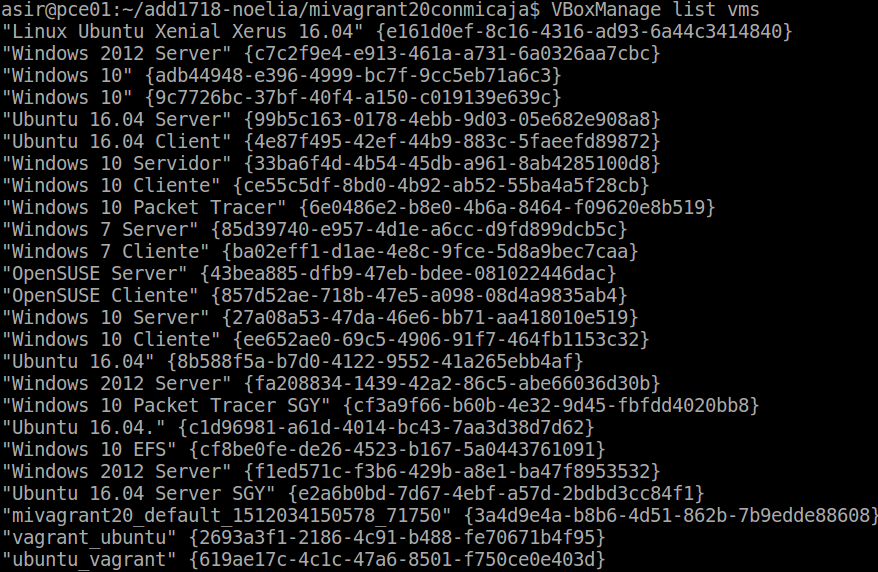 asir@pce01:~/add1718-noelia/mivagrant20conmicaja$ VBoxManage list vms
"Linux Ubuntu Xenial Xerus 16.04" {e161d0ef-8c16-4316-ad93-6a44c3414840}
"Windows 2012 Server" {c7c2f9e4-e913-461a-a731-6a0326aa7cbc}
"Windows 10" {adb44948-e396-4999-bc7f-9cc5eb71a6c3}
"Windows 10" {9c7726bc-37bf-40f4-a150-c019139e639c}
"Ubuntu 16.04 Server" {99b5c163-0178-4ebb-9d03-05e682e908a8}
"Ubuntu 16.04 Client" {4e87f495-42ef-44b9-883c-5faeefd89872}
"Windows 10 Servidor" {33ba6f4d-4b54-45db-a961-8ab4285100d8}
"Windows 10 Cliente" {ce55c5df-8bd0-4b92-ab52-55ba4a5f28cb}
"Windows 10 Packet Tracer" {6e0486e2-b8e0-4b6a-8464-f09620e8b519}
"Windows 7 Server" {85d39740-e957-4d1e-a6cc-d9fd899dcb5c}
"Windows 7 Cliente" {ba02eff1-d1ae-4e8c-9fce-5d8a9bec7caa}
"OpenSUSE Server" {43bea885-dfb9-47eb-bdee-081022446dac}
"OpenSUSE Cliente" {857d52ae-718b-47e5-a098-08d4a9835ab4}
"Windows 10 Server" {27a08a53-47da-46e6-bb71-aa418010e519}
"Windows 10 Cliente" {ee652ae0-69c5-4906-91f7-464fb1153c32}
"Ubuntu 16.04" {8b588f5a-b7d0-4122-9552-41a265ebb4af}
"Windows 2012 Server" {fa208834-1439-42a2-86c5-abe66036d30b}
"Windows 10 Packet Tracer SGY" {cf3a9f66-b60b-4e32-9d45-fbfdd4020bb8}
"Ubuntu 16.04." {c1d96981-a61d-4014-bc43-7aa3d38d7d62}
"Windows 10 EFS" {cf8be0fe-de26-4523-b167-5a0443761091}
"Windows 2012 Server" {f1ed571c-f3b6-429b-a8e1-ba47f8953532}
"Ubuntu 16.04 Server SGY" {e2a6b0bd-7d67-4ebf-a57d-2bdbd3cc84f1}
"mivagrant20_default_1512034150578_71750" {3a4d9e4a-b8b6-4d51-862b-7b9edde88608}
"vagrant_ubuntu" {2693a3f1-2186-4c91-b488-fe70671b4f95}
"ubuntu_vagrant" {619ae17c-4c1c-47a6-8501-f750ce0e403d}